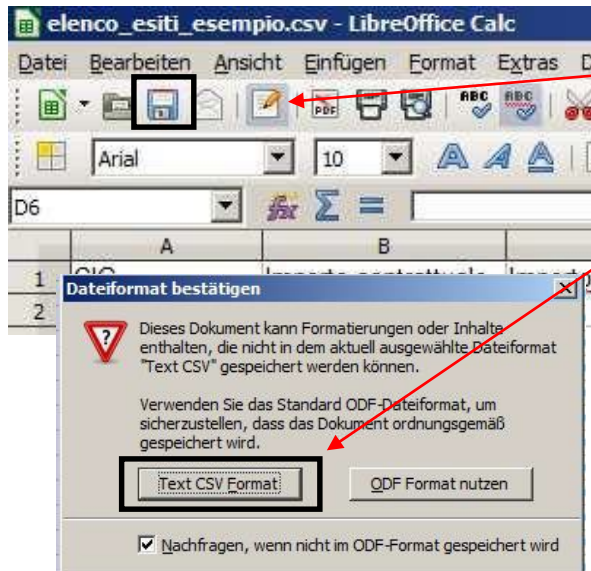 elenco_esiti_esempio.csv - LibreOffice Calc
Datei Bearbeiten Ansicht Einfügen Format Extras D
PDF ABC ABC
Arial 10
D6
A B
1
2
Dateiformat bestätigen
Dieses Dokument kann Formatierungen oder Inhalte
enthalten, die nicht in dem aktuell ausgewählte Dateiformat
"Text CSV" gespeichert werden können.
Verwenden Sie das Standard ODF-Dateiformat, um
sicherzustellen, dass das Dokument ordnungsgemäß
gespeichert wird.
Text CSV Format ODF Format nutzen
Nachfragen, wenn nicht im ODF-Format gespeichert wird